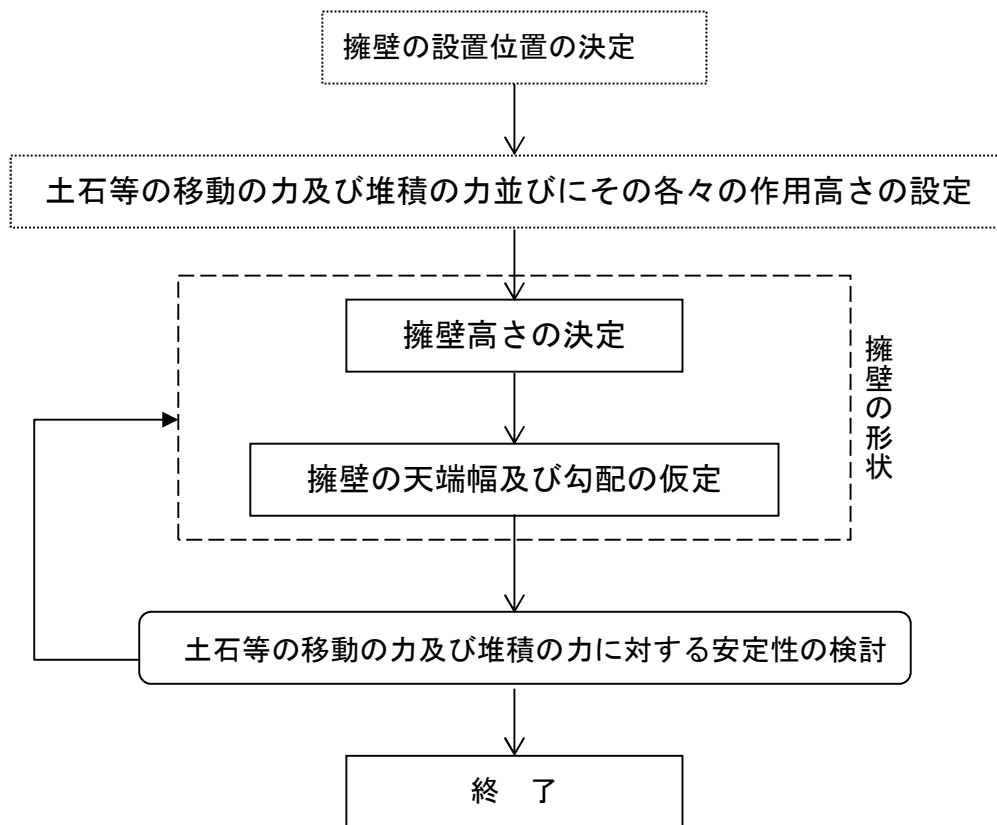 擁壁の設置位置の決定
土石等の移動の力及び堆積の力並びにその各々の作用高さの設定
擁壁高さの決定
擁壁の形状
擁壁の天端幅及び勾配の仮定
土石等の移動の力及び堆積の力に対する安定性の検討
終　了